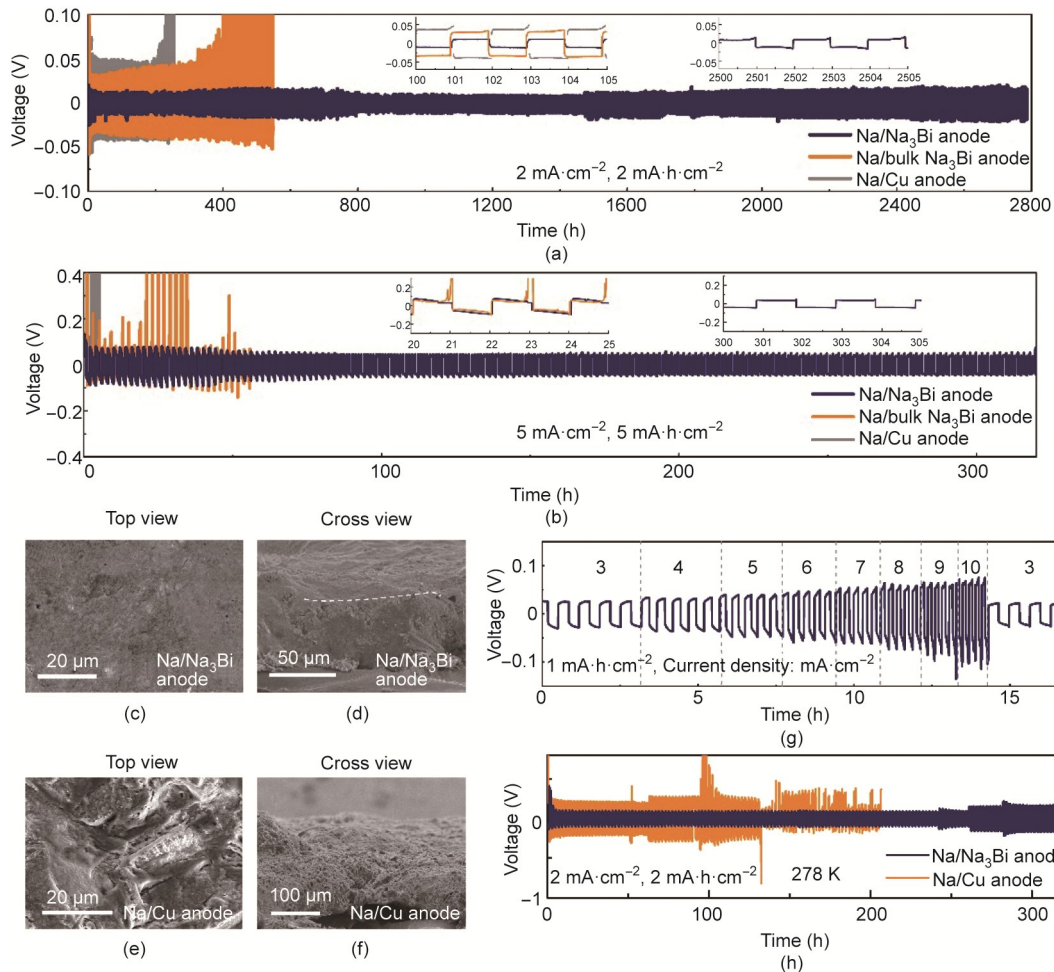 0.10
0.05
0
−0.05
−0.10
Voltage (V)
0.05
0
−0.05
100 101 102 103 104 105
0.05
0
−0.05
2500 2501 2502 2503 2504 2505
Na/Na₃Bi anode
Na/bulk Na₃Bi anode
Na/Cu anode
2 mA·cm⁻², 2 mA·h·cm⁻²
0 400 800 1200 1600 2000 2400 2800
Time (h)
(a)
0.4
0.2
0
−0.2
−0.4
Voltage (V)
0.2
0
−0.2
20 21 22 23 24 25
0.2
0
−0.2
300 301 302 303 304 305
Na/Na₃Bi anode
Na/bulk Na₃Bi anode
Na/Cu anode
5 mA·cm⁻², 5 mA·h·cm⁻²
0 100 200 300
Time (h)
(b)
Top view
20 μm
Na/Na₃Bi
anode
(c)
Cross view
50 μm
Na/Na₃Bi
anode
(d)
0.1
0
−0.1
Voltage (V)
3 4 5 6 7 8 9 10 3
1 mA·h·cm⁻², Current density: mA·cm⁻²
0 5 10 15
Time (h)
(g)
Top view
20 μm
Na/Cu anode
(e)
Cross view
100 μm
Na/Cu anode
(f)
0
−1
Voltage (V)
2 mA·cm⁻², 2 mA·h·cm⁻² 278 K
Na/Na₃Bi anode
Na/Cu anode
0 100 200 300
Time (h)
(h)